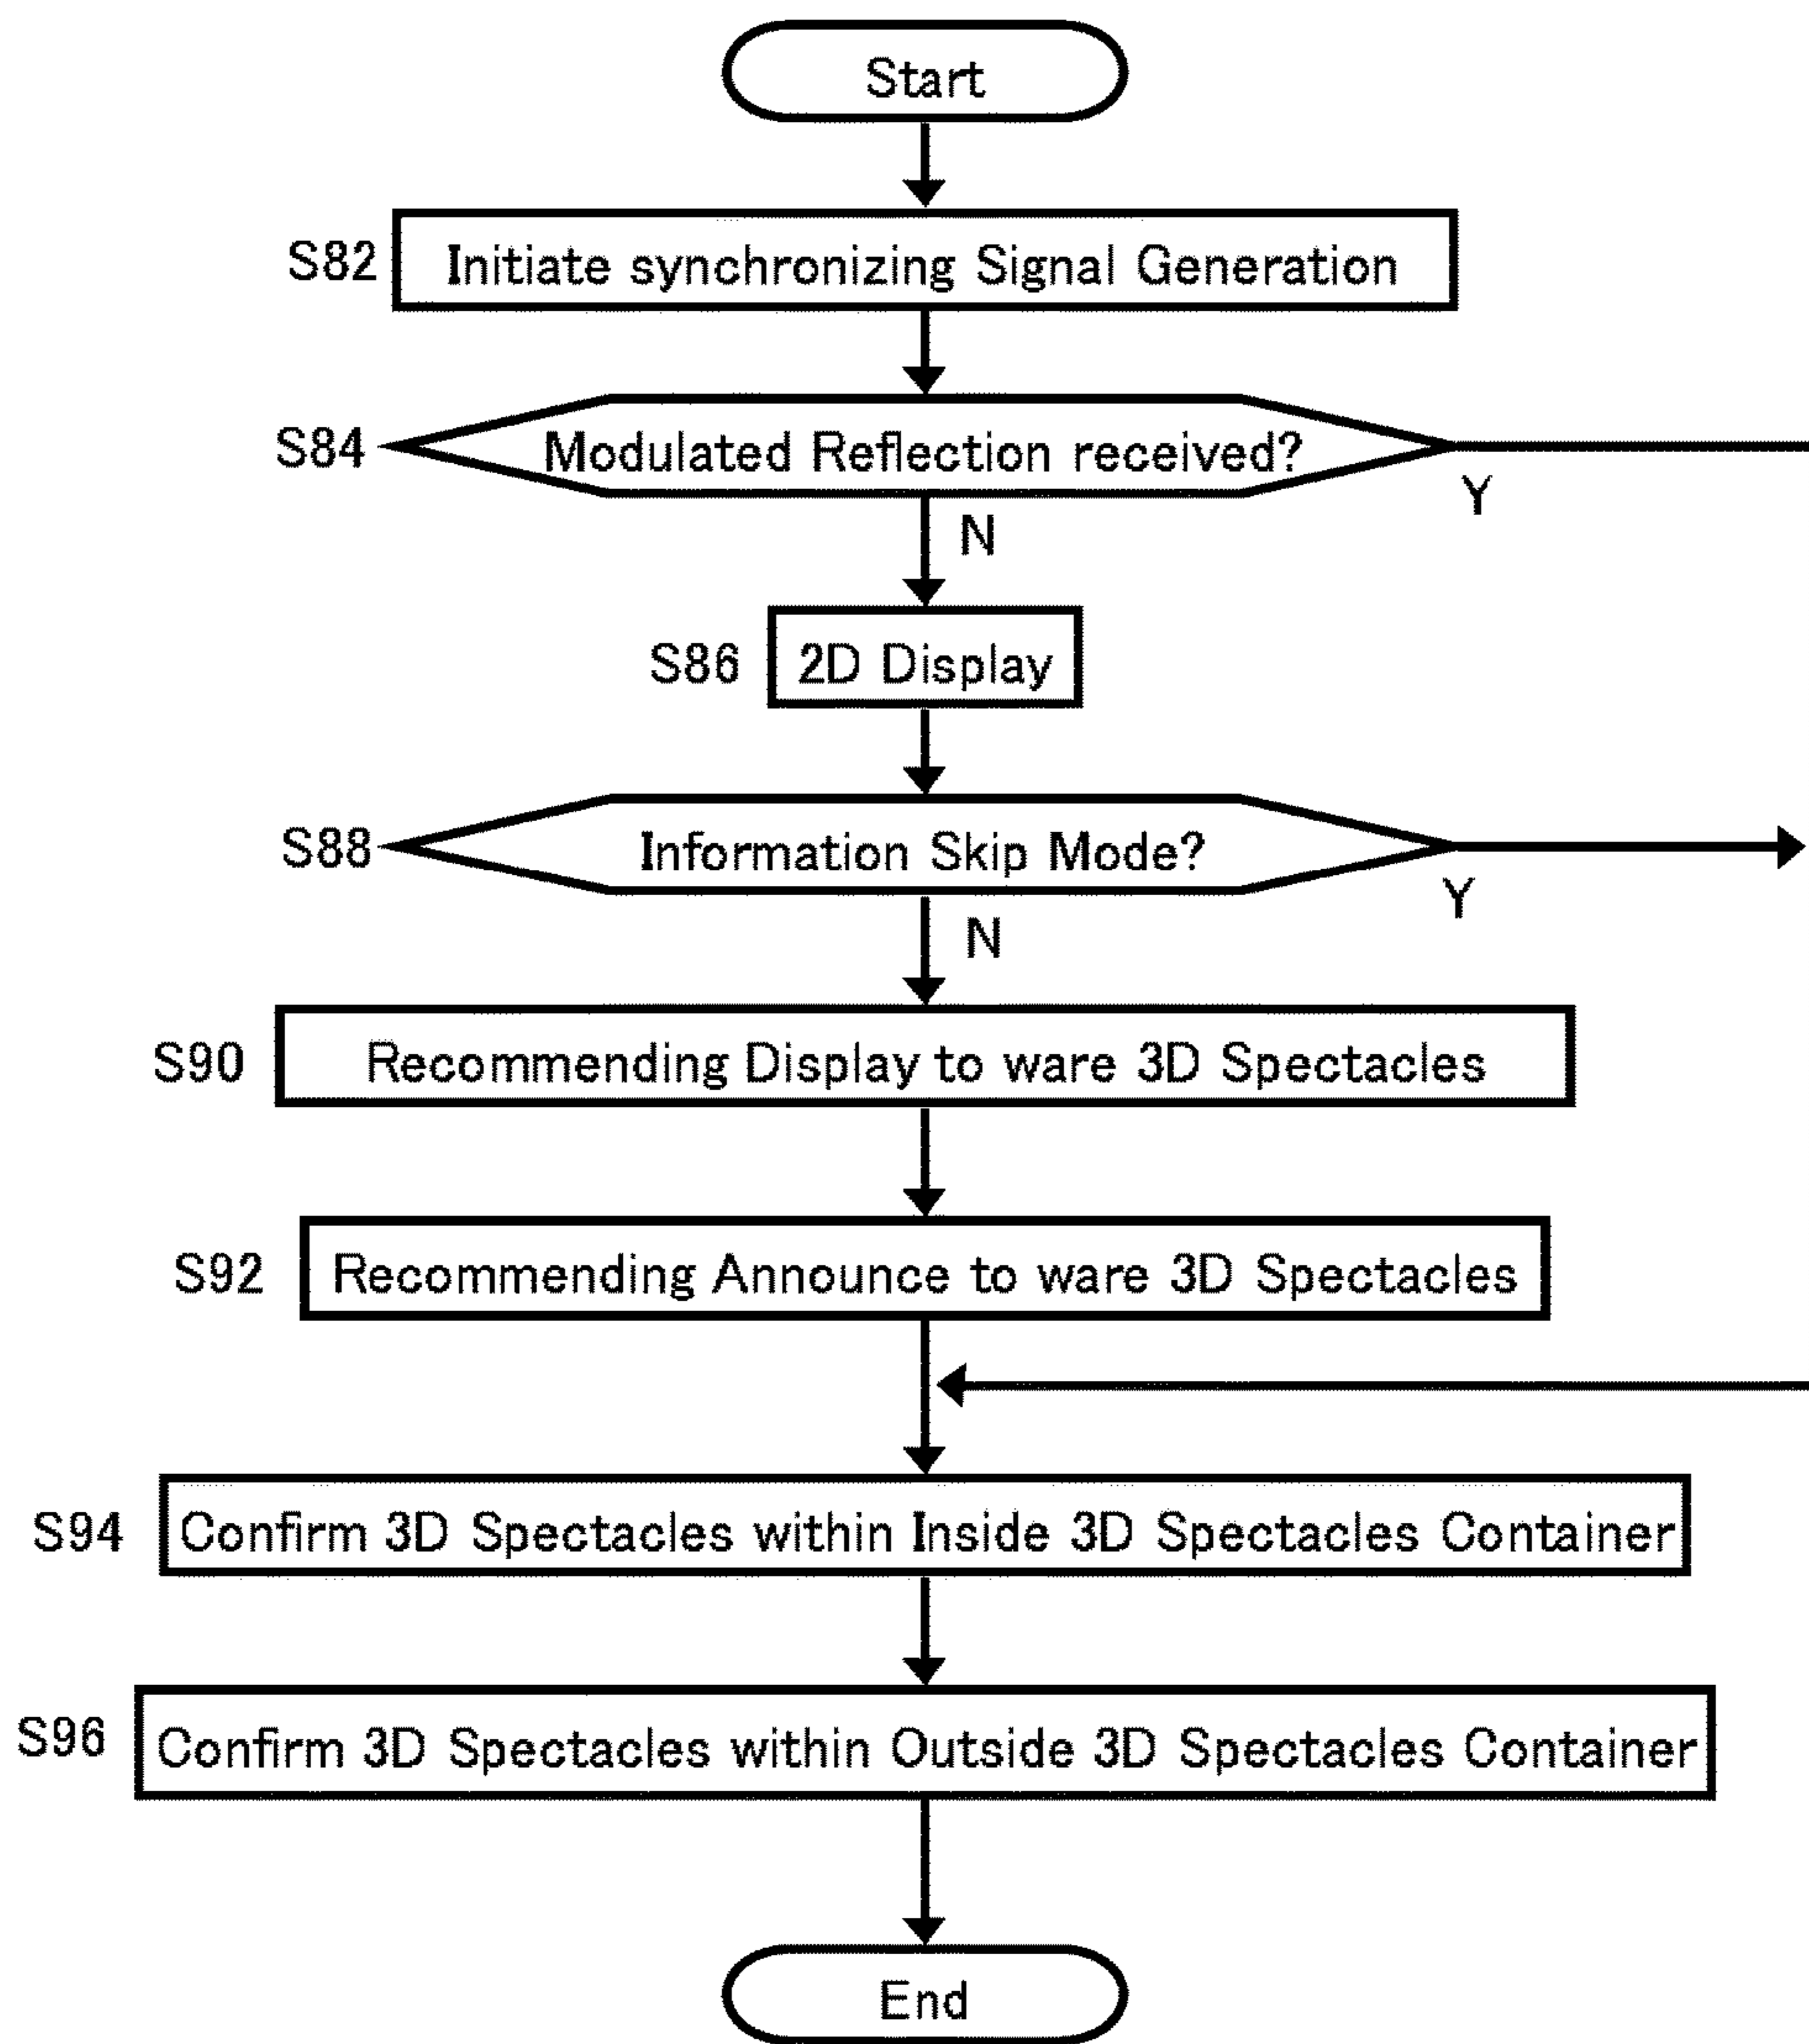 Start
S82 Initiate synchronizing Signal Generation
S84 Modulated Reflection received?
Y
N
S86 2D Display
S88 Information Skip Mode?
Y
N
S90 Recommending Display to ware 3D Spectacles
S92 Recommending Announce to ware 3D Spectacles
S94 Confirm 3D Spectacles within Inside 3D Spectacles Container
S96 Confirm 3D Spectacles within Outside 3D Spectacles Container
End